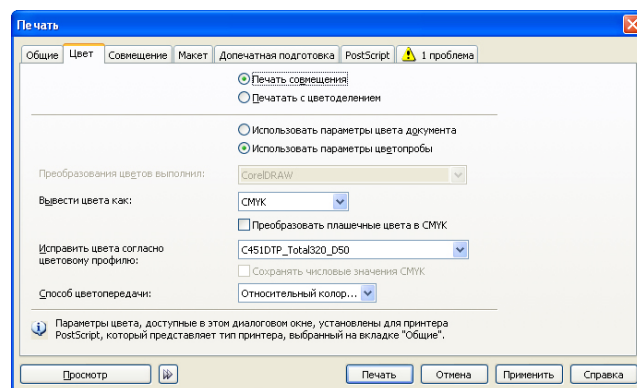 Печать
Общие Цвет Совмещение Макет Допечатная подготовка PostScript 1 проблема
Печать совмещения
Печатать с цветоделением
Использовать параметры цвета документа
Использовать параметры цветопробы
Преобразования цветов выполнил: CorelDRAW
Вывести цвета как: CMYK
Преобразовать плашечные цвета в CMYK
Исправить цвета согласно
цветовому профилю: C451DTP_Total320_D50
Сохранять числовые значения CMYK
Способ цветопередачи: Относительный колор...
Параметры цвета, доступные в этом диалоговом окне, установлены для принтера
PostScript, который представляет тип принтера, выбранный на вкладке "Общие".
Просмотр Печать Отмена Применить Справка